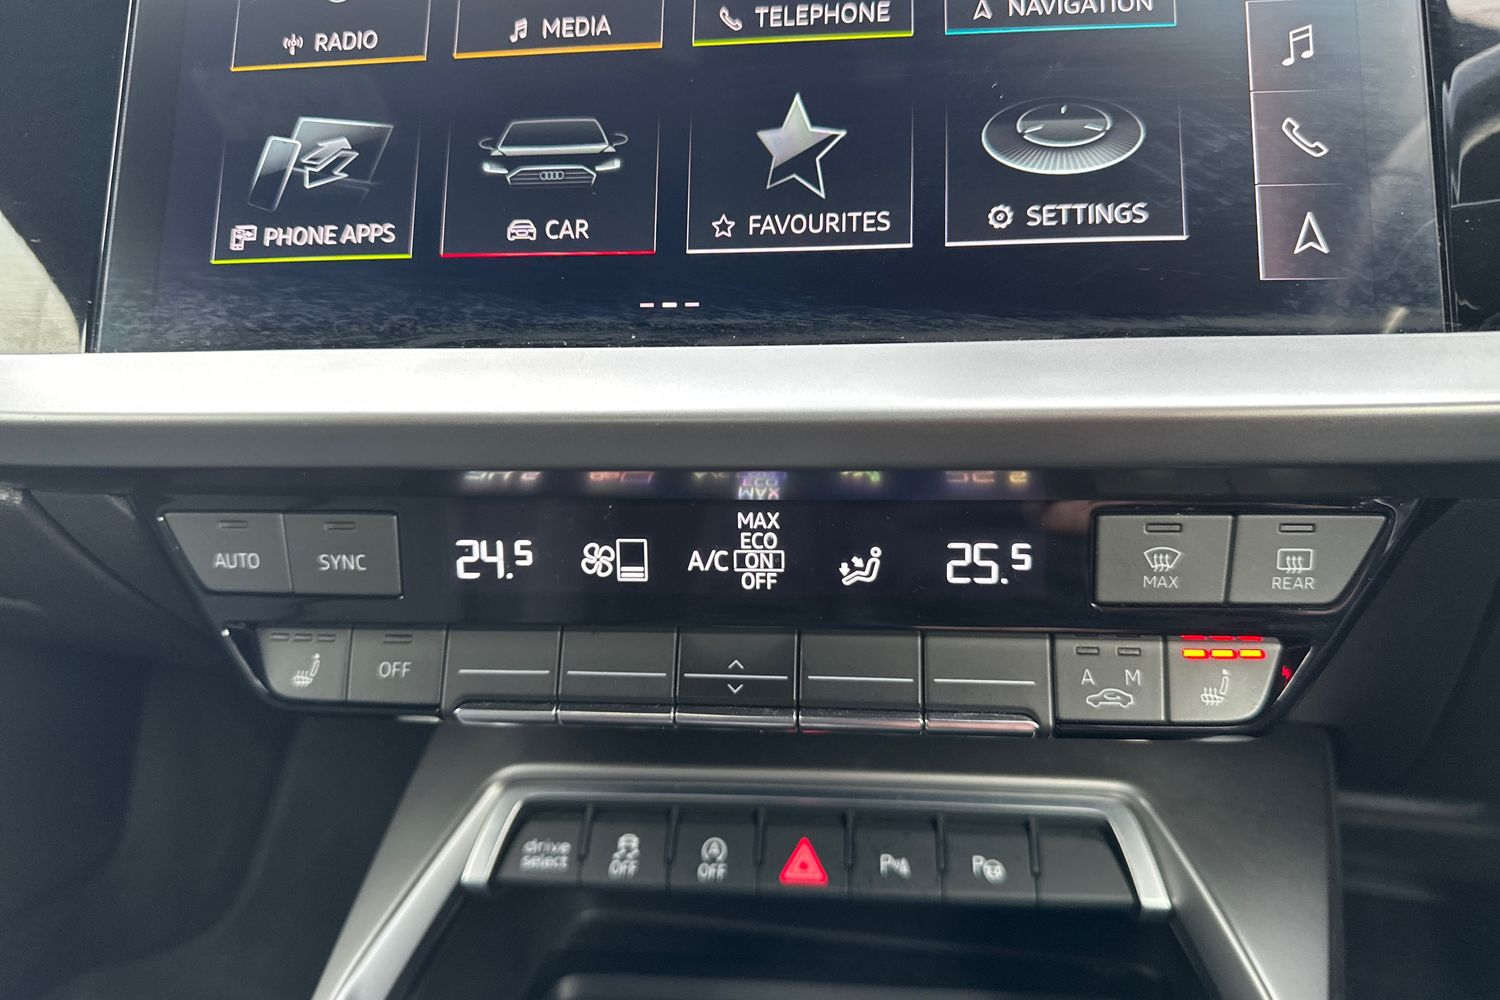 RADIO
MEDIA
TELEPHONE
NAVIGATION
PHONE APPS
CAR
FAVOURITES
SETTINGS
AUTO
SYNC
24.5
A/C
MAX
ECO
ON
OFF
25.5
MAX
REAR
OFF
A M
drive
select
OFF
A
OFF
P
P